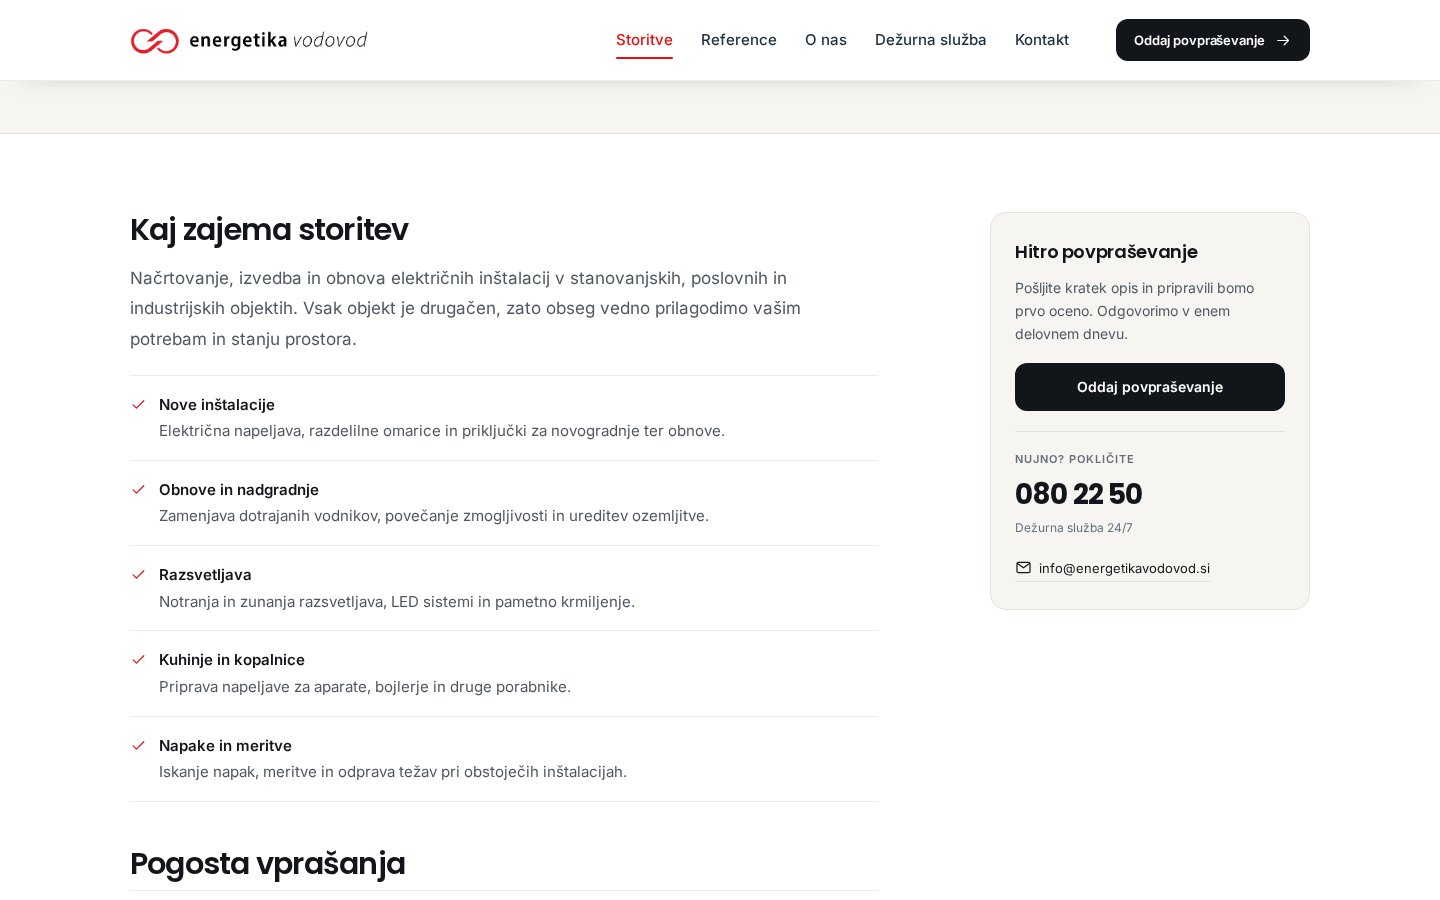 energetika vodovod
Storitve
Reference
O nas
Dežurna služba
Kontakt
Oddaj povpraševanje
Kaj zajema storitev
Načrtovanje, izvedba in obnova električnih inštalacij v stanovanjskih, poslovnih in
industrijskih objektih. Vsak objekt je drugačen, zato obseg vedno prilagodimo vašim
potrebam in stanju prostora.
Nove inštalacije
Električna napeljava, razdelilne omarice in priključki za novogradnje ter obnove.
Obnove in nadgradnje
Zamenjava dotrajanih vodnikov, povečanje zmogljivosti in ureditev ozemljitve.
Razsvetljava
Notranja in zunanja razsvetljava, LED sistemi in pametno krmiljenje.
Kuhinje in kopalnice
Priprava napeljave za aparate, bojlerje in druge porabnike.
Napake in meritve
Iskanje napak, meritve in odprava težav pri obstoječih inštalacijah.
Pogosta vprašanja
Hitro povpraševanje
Pošljite kratek opis in pripravili bomo
prvo oceno. Odgovorimo v enem
delovnem dnevu.
Oddaj povpraševanje
NUJNO? POKLIČITE
080 22 50
Dežurna služba 24/7
info@energetikavodovod.si